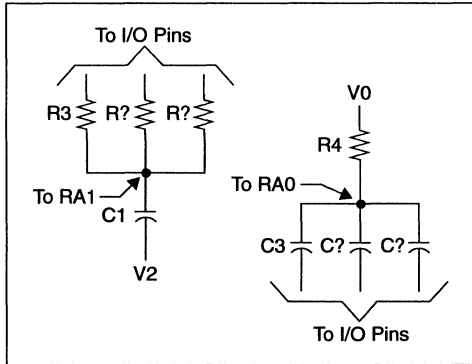 To I/O Pins
R3 R? R?
To RA1
C1
V2
V0
R4
To RA0
C3 C? C?
To I/O Pins